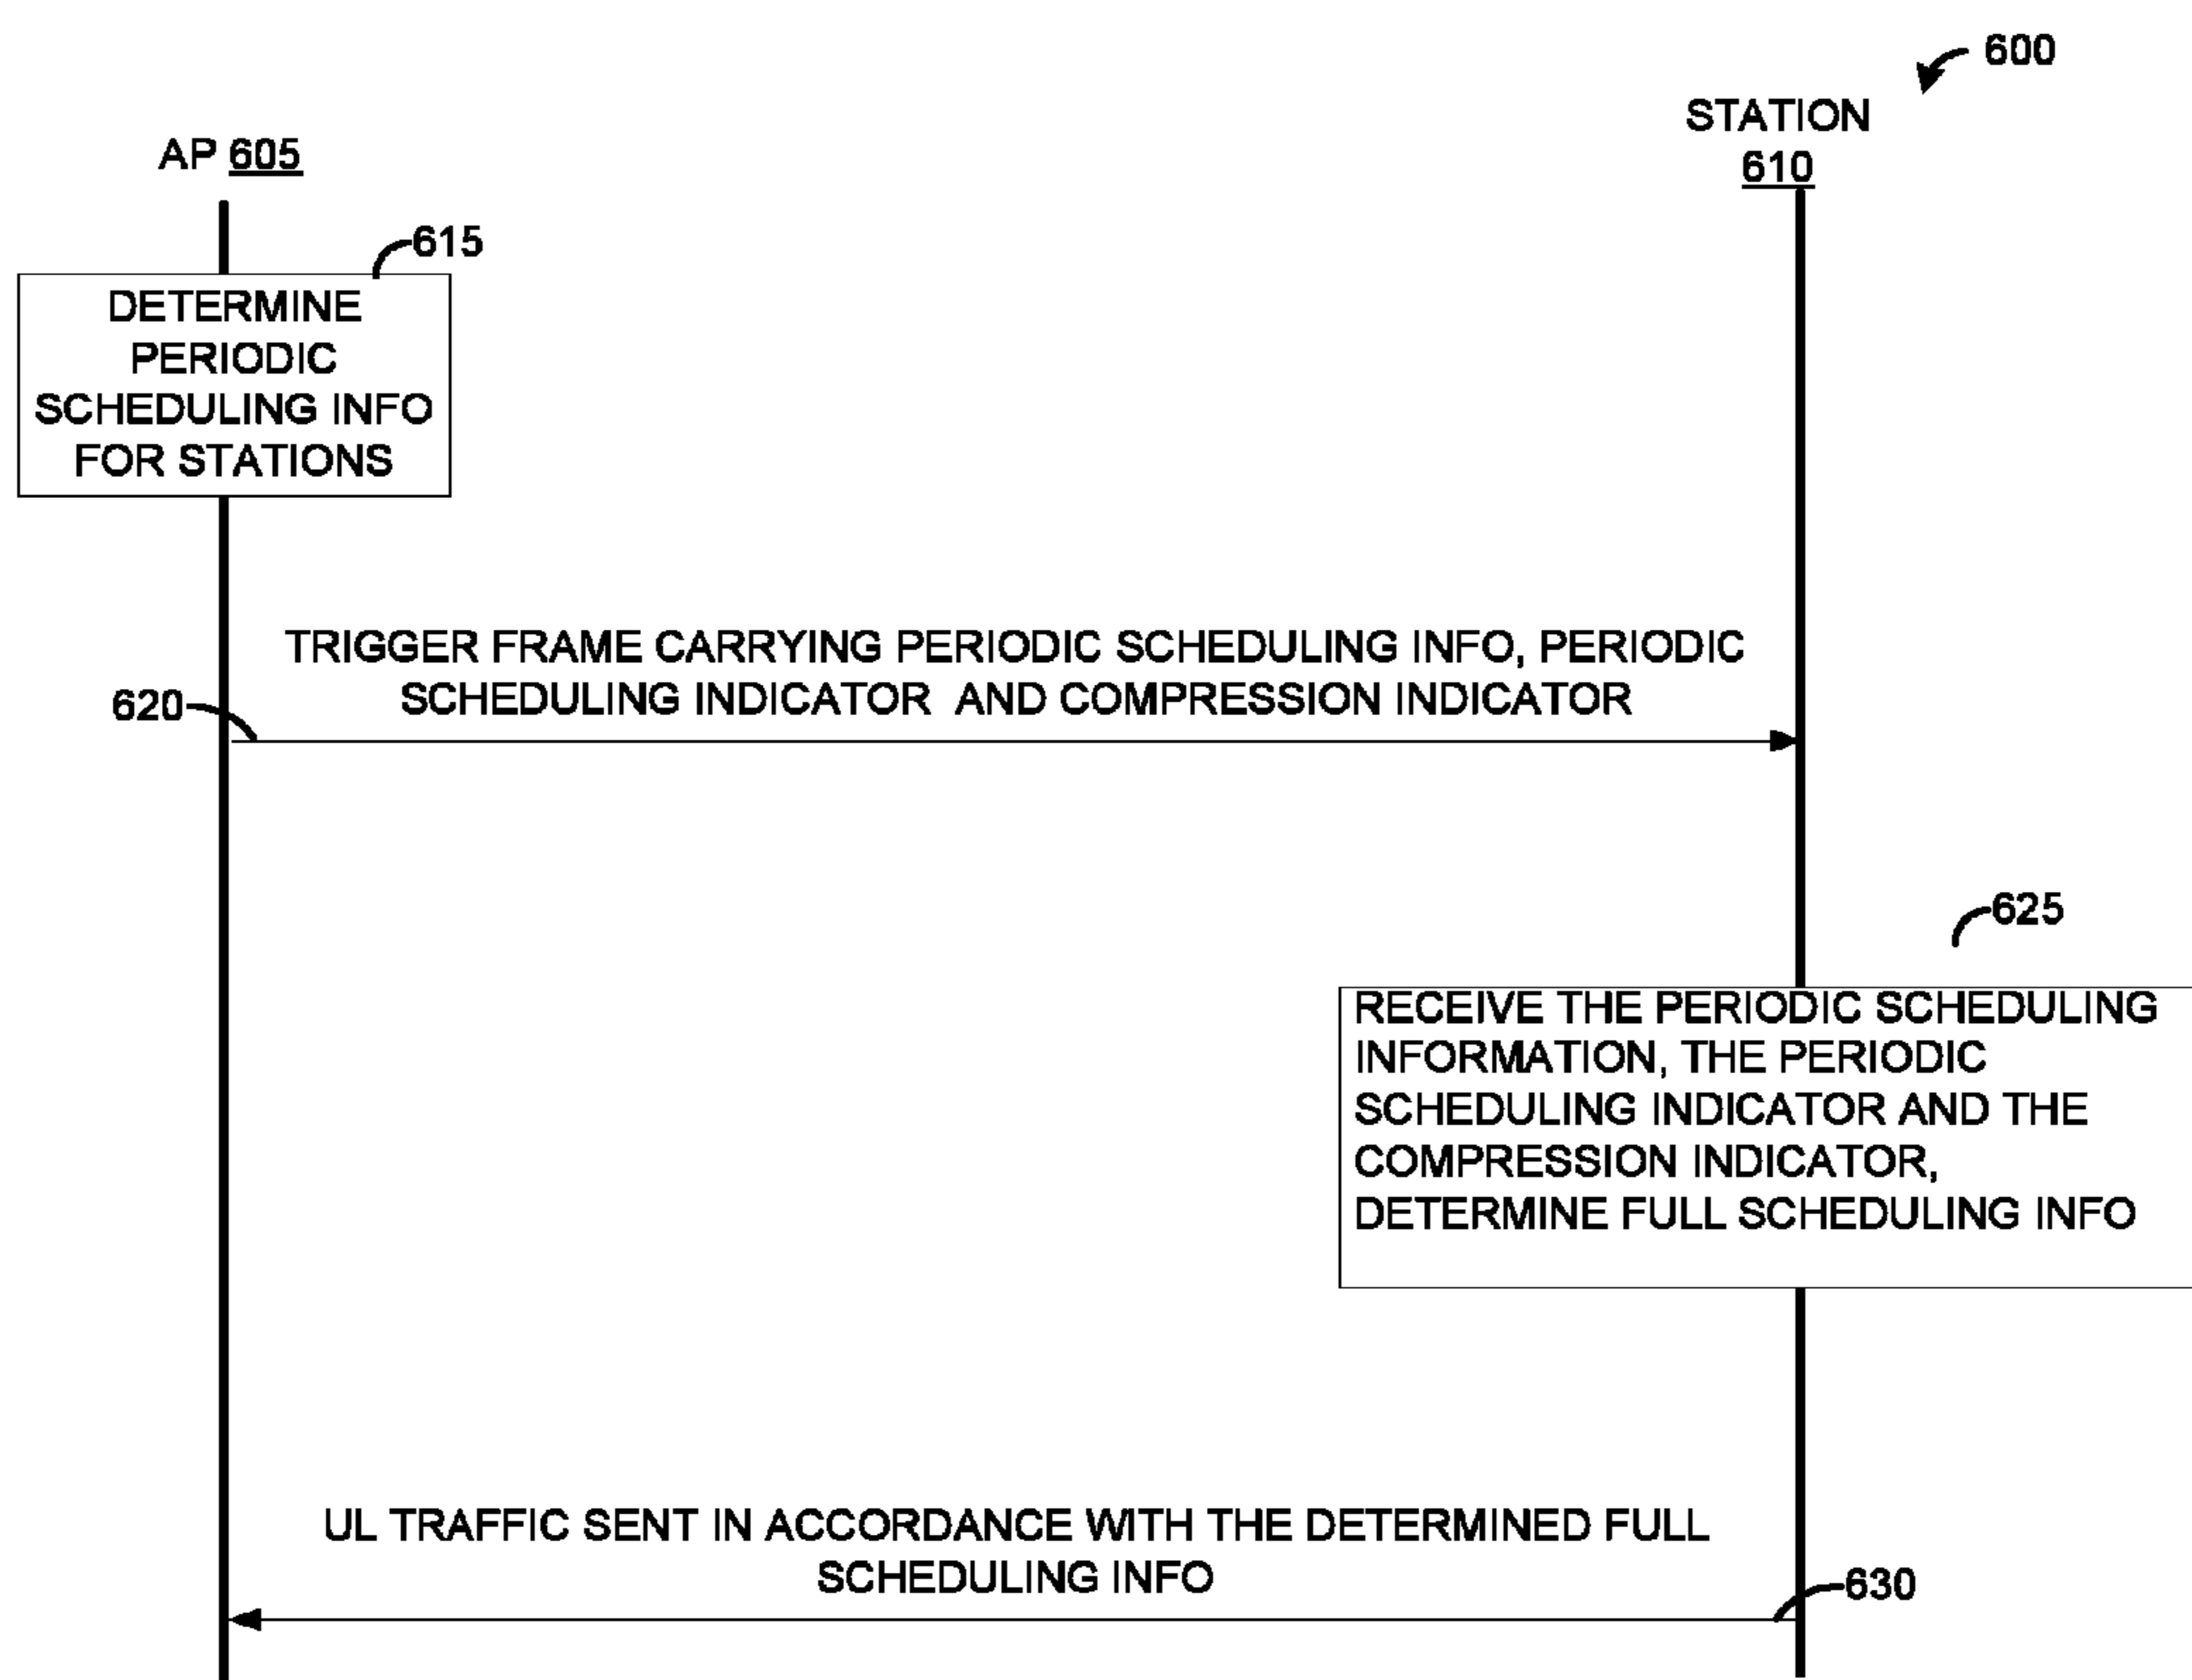 600
STATION
610
AP 605
615
DETERMINE
PERIODIC
SCHEDULING INFO
FOR STATIONS
TRIGGER FRAME CARRYING PERIODIC SCHEDULING INFO, PERIODIC
SCHEDULING INDICATOR AND COMPRESSION INDICATOR
620
625
RECEIVE THE PERIODIC SCHEDULING
INFORMATION, THE PERIODIC
SCHEDULING INDICATOR AND THE
COMPRESSION INDICATOR,
DETERMINE FULL SCHEDULING INFO
UL TRAFFIC SENT IN ACCORDANCE WITH THE DETERMINED FULL
SCHEDULING INFO
630